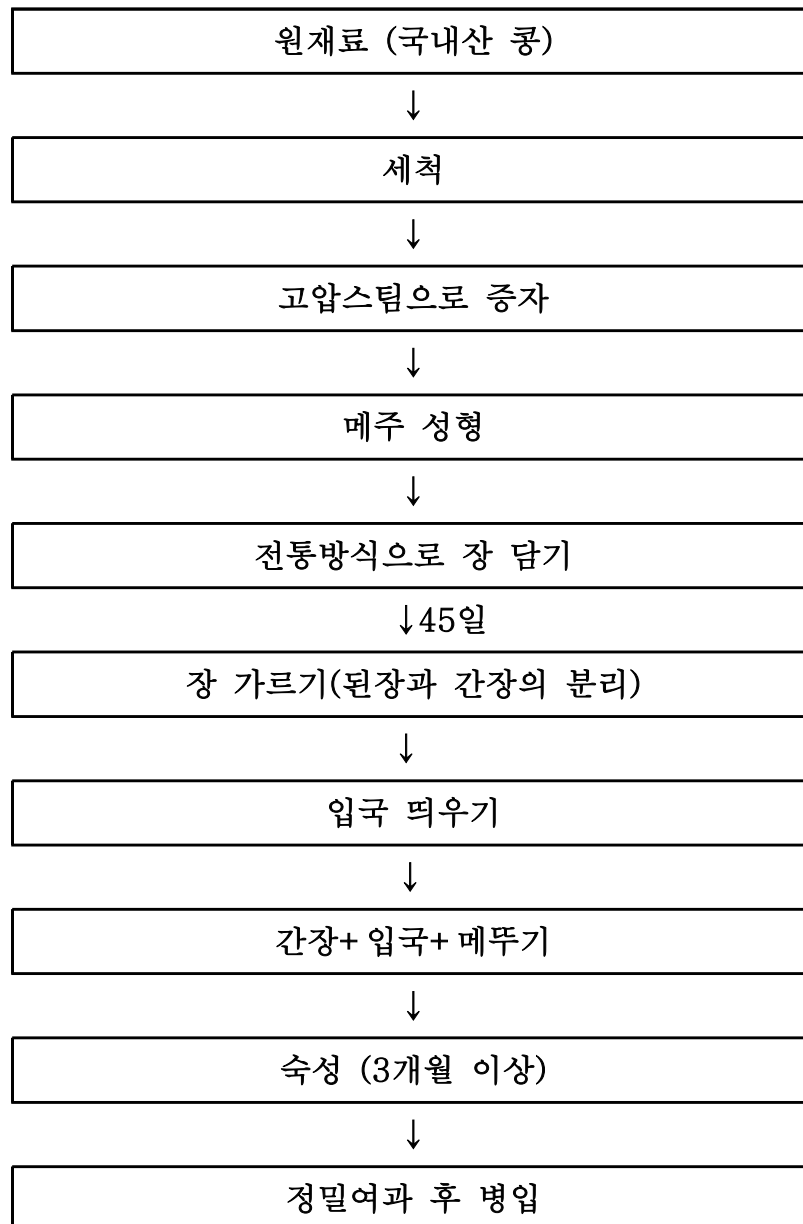 원재료 (국내산 콩)
↓
세척
↓
고압스팀으로 증자
↓
메주 성형
↓
전통방식으로 장 담기
↓45일
장 가르기(된장과 간장의 분리)
↓
입국 띄우기
↓
간장+ 입국+ 메뚜기
↓
숙성 (3개월 이상)
↓
정밀여과 후 병입